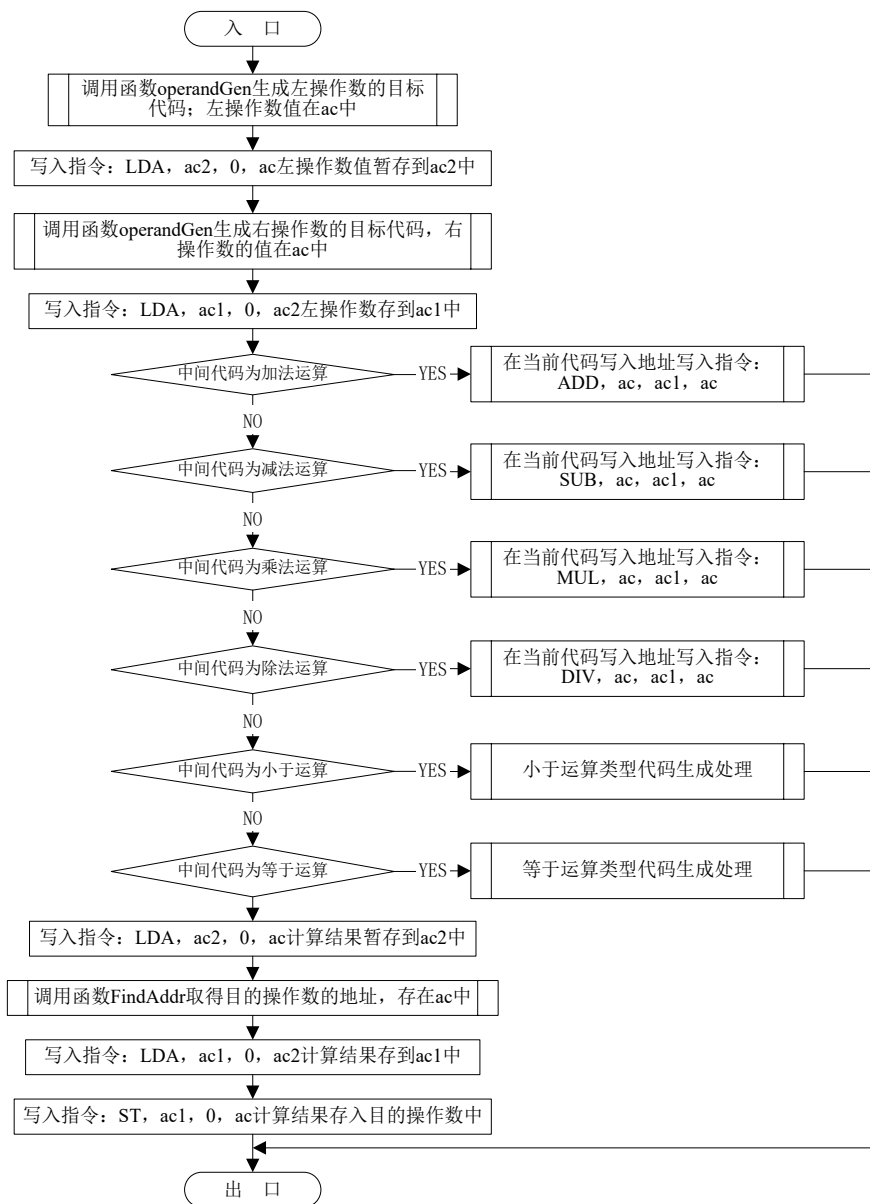 入 口
调用函数operandGen生成左操作数的目标
代码；左操作数值在ac中
写入指令：LDA，ac2，0，ac左操作数值暂存到ac2中
调用函数operandGen生成右操作数的目标代码，右
操作数的值在ac中
写入指令：LDA，ac1，0，ac2左操作数存到ac1中
中间代码为加法运算
YES
在当前代码写入地址写入指令：
ADD，ac，ac1，ac
NO
中间代码为减法运算
YES
在当前代码写入地址写入指令：
SUB，ac，ac1，ac
NO
中间代码为乘法运算
YES
在当前代码写入地址写入指令：
MUL，ac，ac1，ac
NO
中间代码为除法运算
YES
在当前代码写入地址写入指令：
DIV，ac，ac1，ac
NO
中间代码为小于运算
YES
小于运算类型代码生成处理
NO
中间代码为等于运算
YES
等于运算类型代码生成处理
写入指令：LDA，ac2，0，ac计算结果暂存到ac2中
调用函数FindAddr取得目的操作数的地址，存在ac中
写入指令：LDA，ac1，0，ac2计算结果存到ac1中
写入指令：ST，ac1，0，ac计算结果存入目的操作数中
出 口